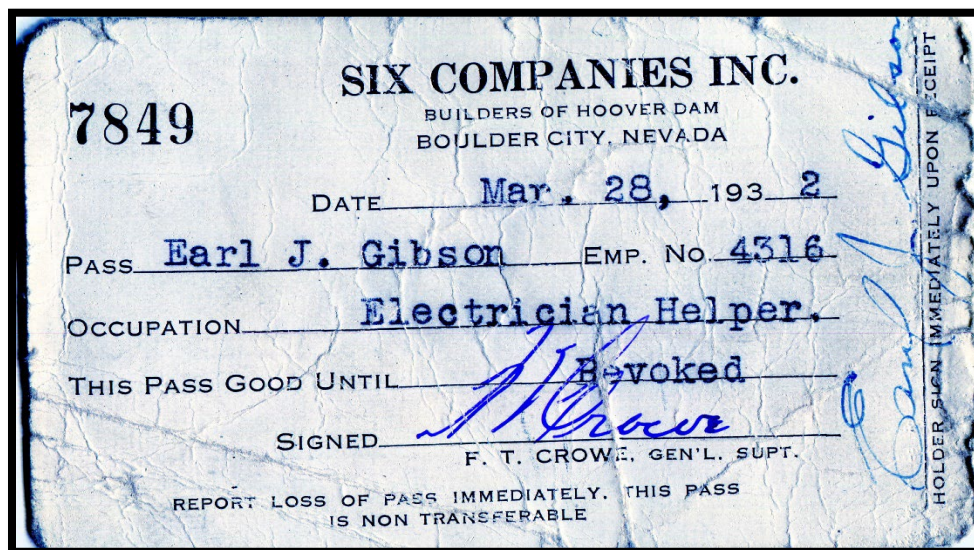 SIX COMPANIES INC.
7849
BUILDERS OF HOOVER DAM
BOULDER CITY, NEVADA
DATE Mar. 28, 193 2
PASS Earl J. Gibson EMP. NO. 4316
OCCUPATION Electrician Helper.
THIS PASS GOOD UNTIL Revoked
SIGNED F T Crowe
F. T. CROWE, GEN'L. SUPT.
REPORT LOSS OF PASS IMMEDIATELY. THIS PASS
IS NON TRANSFERABLE
Earl J. Gibson
HOLDER SIGN IMMEDIATELY UPON RECEIPT